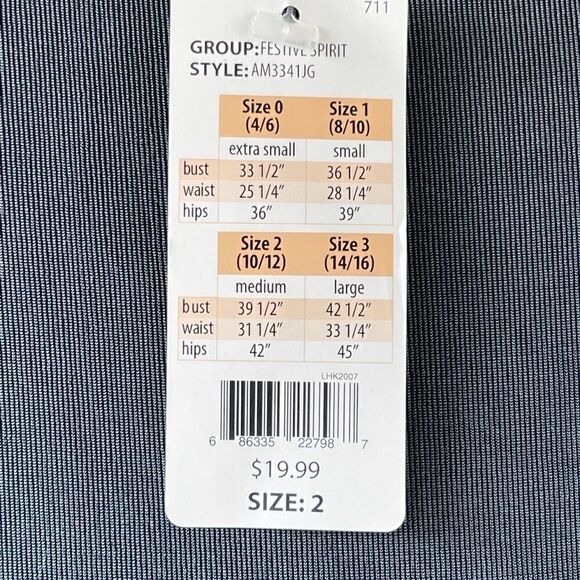 711
GROUP: FESTIVE SPIRIT
STYLE: AM3341JG
Size 0 Size 1
(4/6) (8/10)
extra small small
bust 33 1/2" 36 1/2"
waist 25 1/4" 28 1/4"
hips 36" 39"
Size 2 Size 3
(10/12) (14/16)
medium large
bust 39 1/2" 42 1/2"
waist 31 1/4" 33 1/4"
hips 42" 45"
LHK2007
6 86335 22798 7
$19.99
SIZE: 2